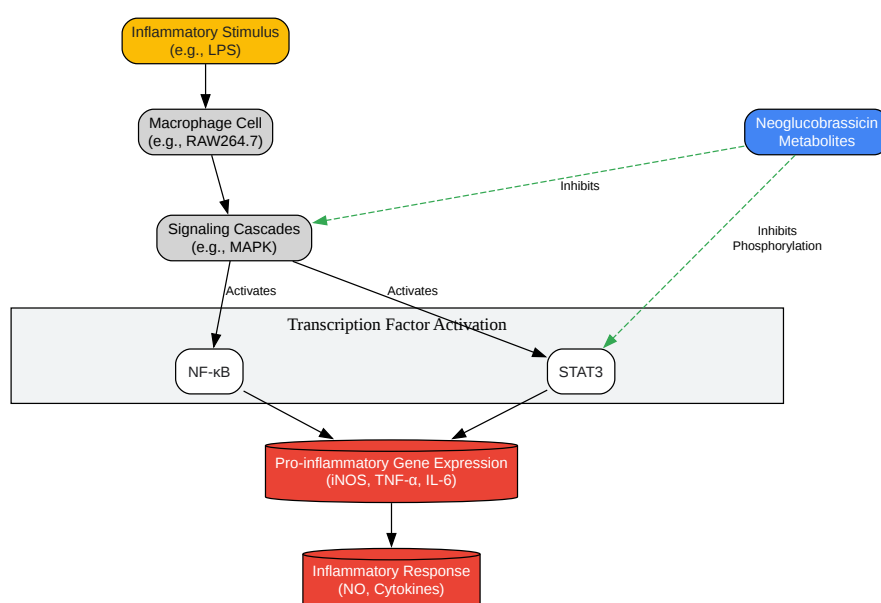 Inflammatory Stimulus
(e.g., LPS)
Macrophage Cell
(e.g., RAW264.7)
Neoglucobrassicin
Metabolites
Inhibits
Signaling Cascades
(e.g., MAPK)
Inhibits
Phosphorylation
Activates
Activates
Transcription Factor Activation
NF-κB
STAT3
Pro-inflammatory Gene Expression
(iNOS, TNF-α, IL-6)
Inflammatory Response
(NO, Cytokines)